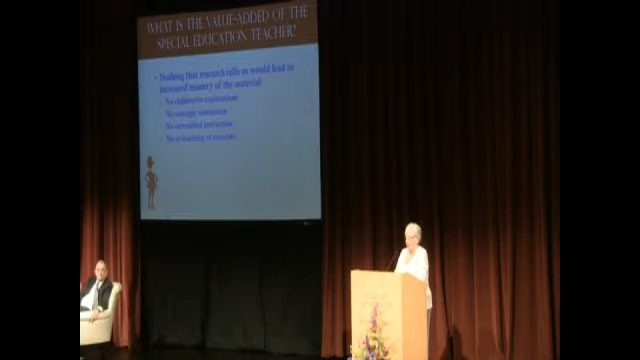 What is the value-added of the
special education teacher?
• Nothing that research tells us would lead to
increased mastery of the material
No elaborative explanations
No strategic instruction
No intensified instruction
No re-teaching of concepts